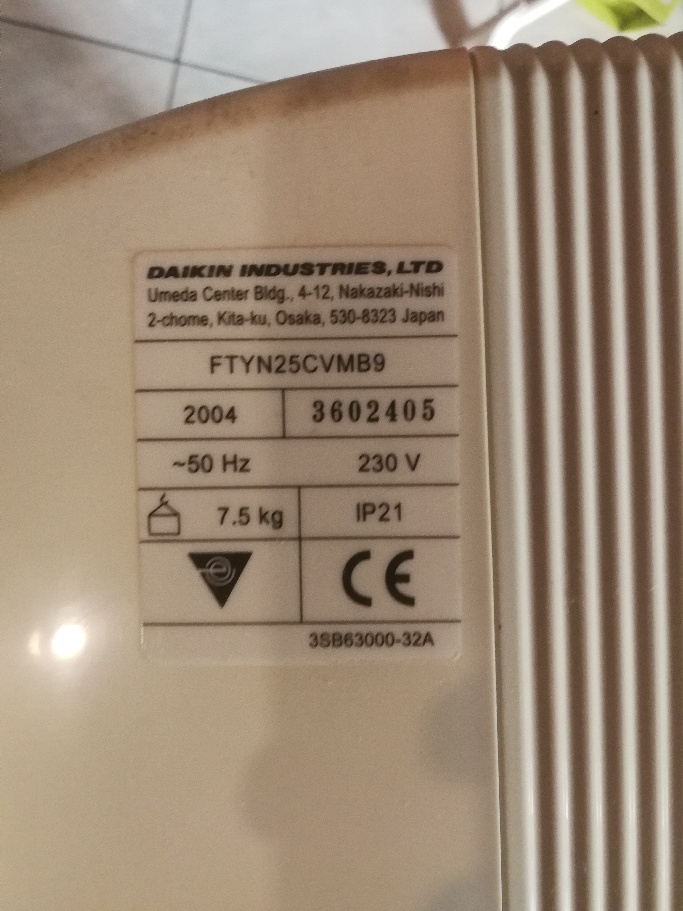 DAIKIN INDUSTRIES, LTD
Umeda Center Bldg., 4-12, Nakazaki-Nishi
2-chome, Kita-ku, Osaka, 530-8323 Japan
FTYN25CVMB9
2004 3602405
~50 Hz 230 V
7.5 kg IP21
e CE
3SB63000-32A